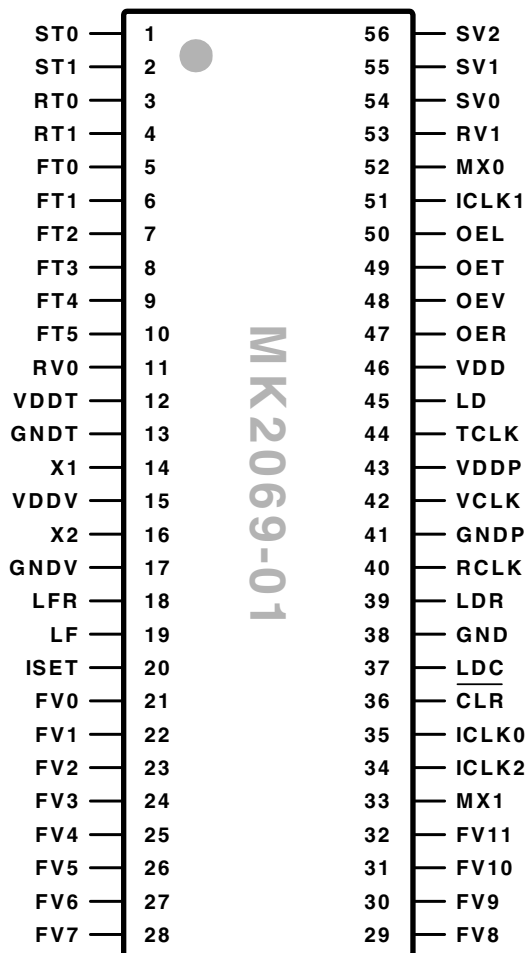 ST0 1 56 SV2
ST1 2 55 SV1
RT0 3 54 SV0
RT1 4 53 RV1
FT0 5 52 MX0
FT1 6 51 ICLK1
FT2 7 50 OEL
FT3 8 49 OET
FT4 9 48 OEV
FT5 10 47 OER
RV0 11 46 VDD
VDDT 12 45 LD
GNDT 13 44 TCLK
X1 14 43 VDDP
VDDV 15 42 VCLK
X2 16 41 GNDP
GNDV 17 40 RCLK
LFR 18 39 LDR
LF 19 38 GND
ISET 20 37 LDC
FV0 21 36 CLR
FV1 22 35 ICLK0
FV2 23 34 ICLK2
FV3 24 33 MX1
FV4 25 32 FV11
FV5 26 31 FV10
FV6 27 30 FV9
FV7 28 29 FV8
MK2069-01